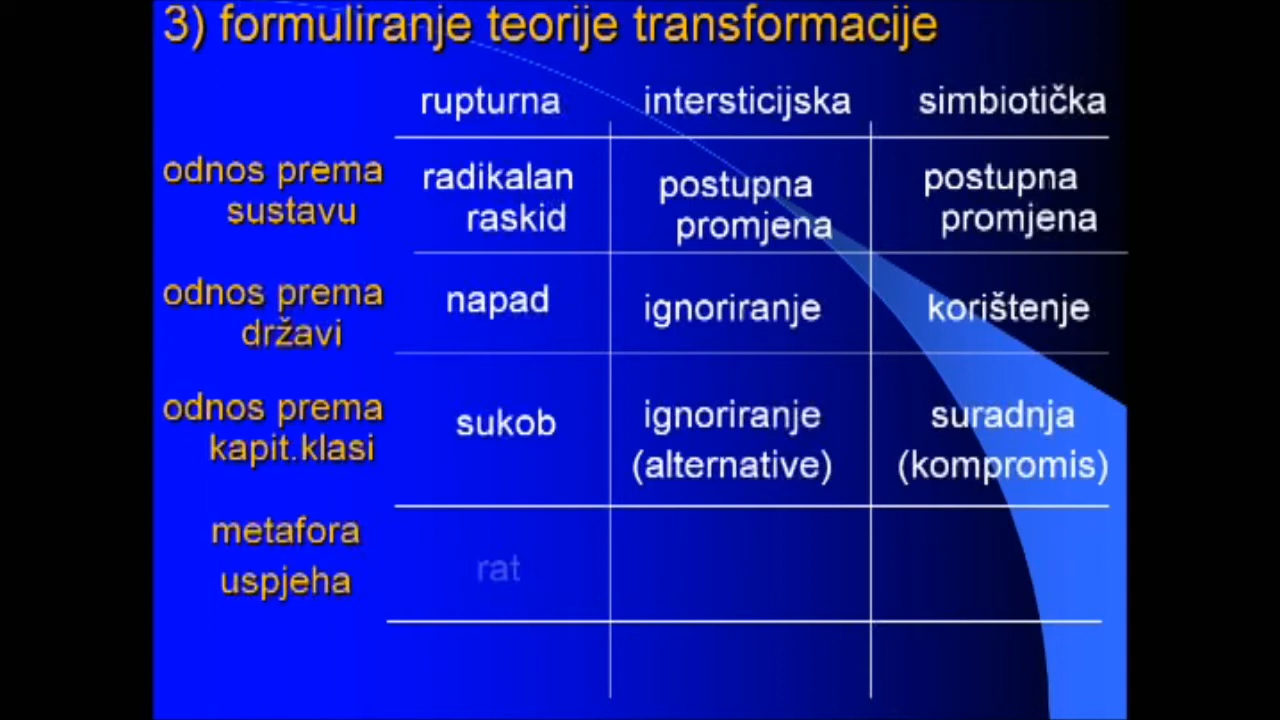 3) formuliranje teorije transformacije
rupturna intersticijska simbiotička
odnos prema sustavu
radikalan raskid
postupna promjena
postupna promjena
odnos prema državi
napad
ignoriranje
korištenje
odnos prema kapit.klasi
sukob
ignoriranje (alternative)
suradnja (kompromis)
metafora uspjeha
rat